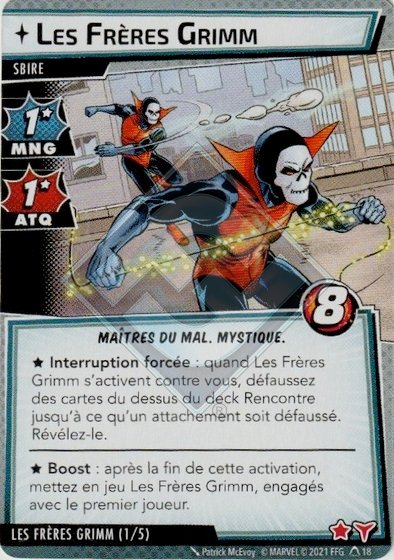 Les Frères Grimm
SBIRE
1★
MNG
1★
ATQ
8
MAÎTRES DU MAL. MYSTIQUE.
★ Interruption forcée : quand Les Frères
Grimm s'activent contre vous, défaussez
des cartes du dessus du deck Rencontre
jusqu'à ce qu'un attachement soit défaussé.
Révélez-le.
★ Boost : après la fin de cette activation,
mettez en jeu Les Frères Grimm, engagés
avec le premier joueur.
LES FRÈRES GRIMM (1/5)
Patrick McEvoy © MARVEL © 2021 FFG 18
®